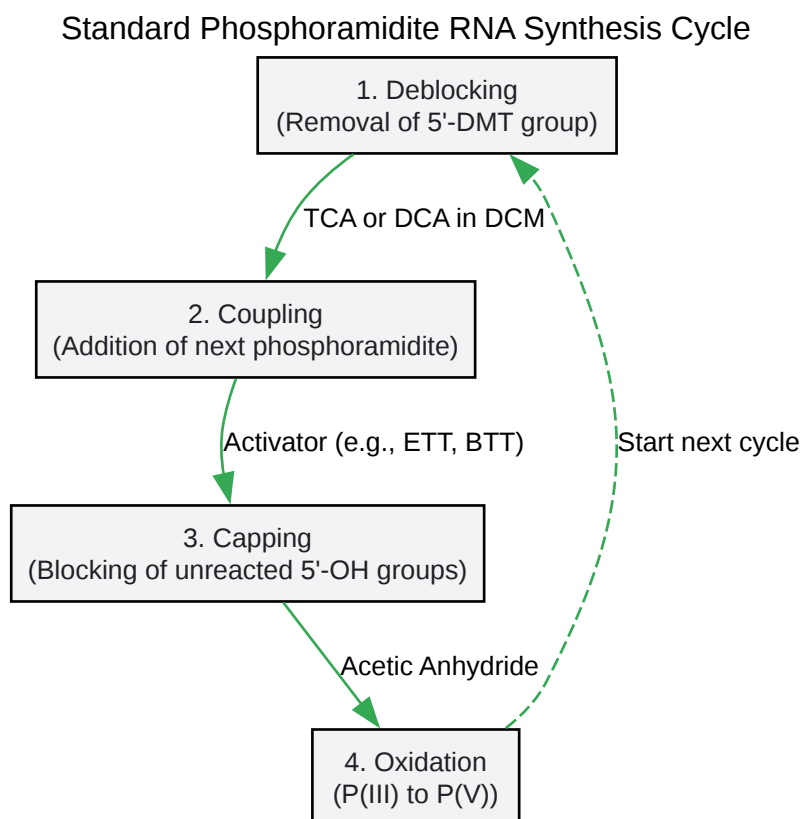 Standard Phosphoramidite RNA Synthesis Cycle
1. Deblocking
(Removal of 5'-DMT group)
TCA or DCA in DCM
2. Coupling
(Addition of next phosphoramidite)
Activator (e.g., ETT, BTT)
Start next cycle
3. Capping
(Blocking of unreacted 5'-OH groups)
Acetic Anhydride
4. Oxidation
(P(III) to P(V))